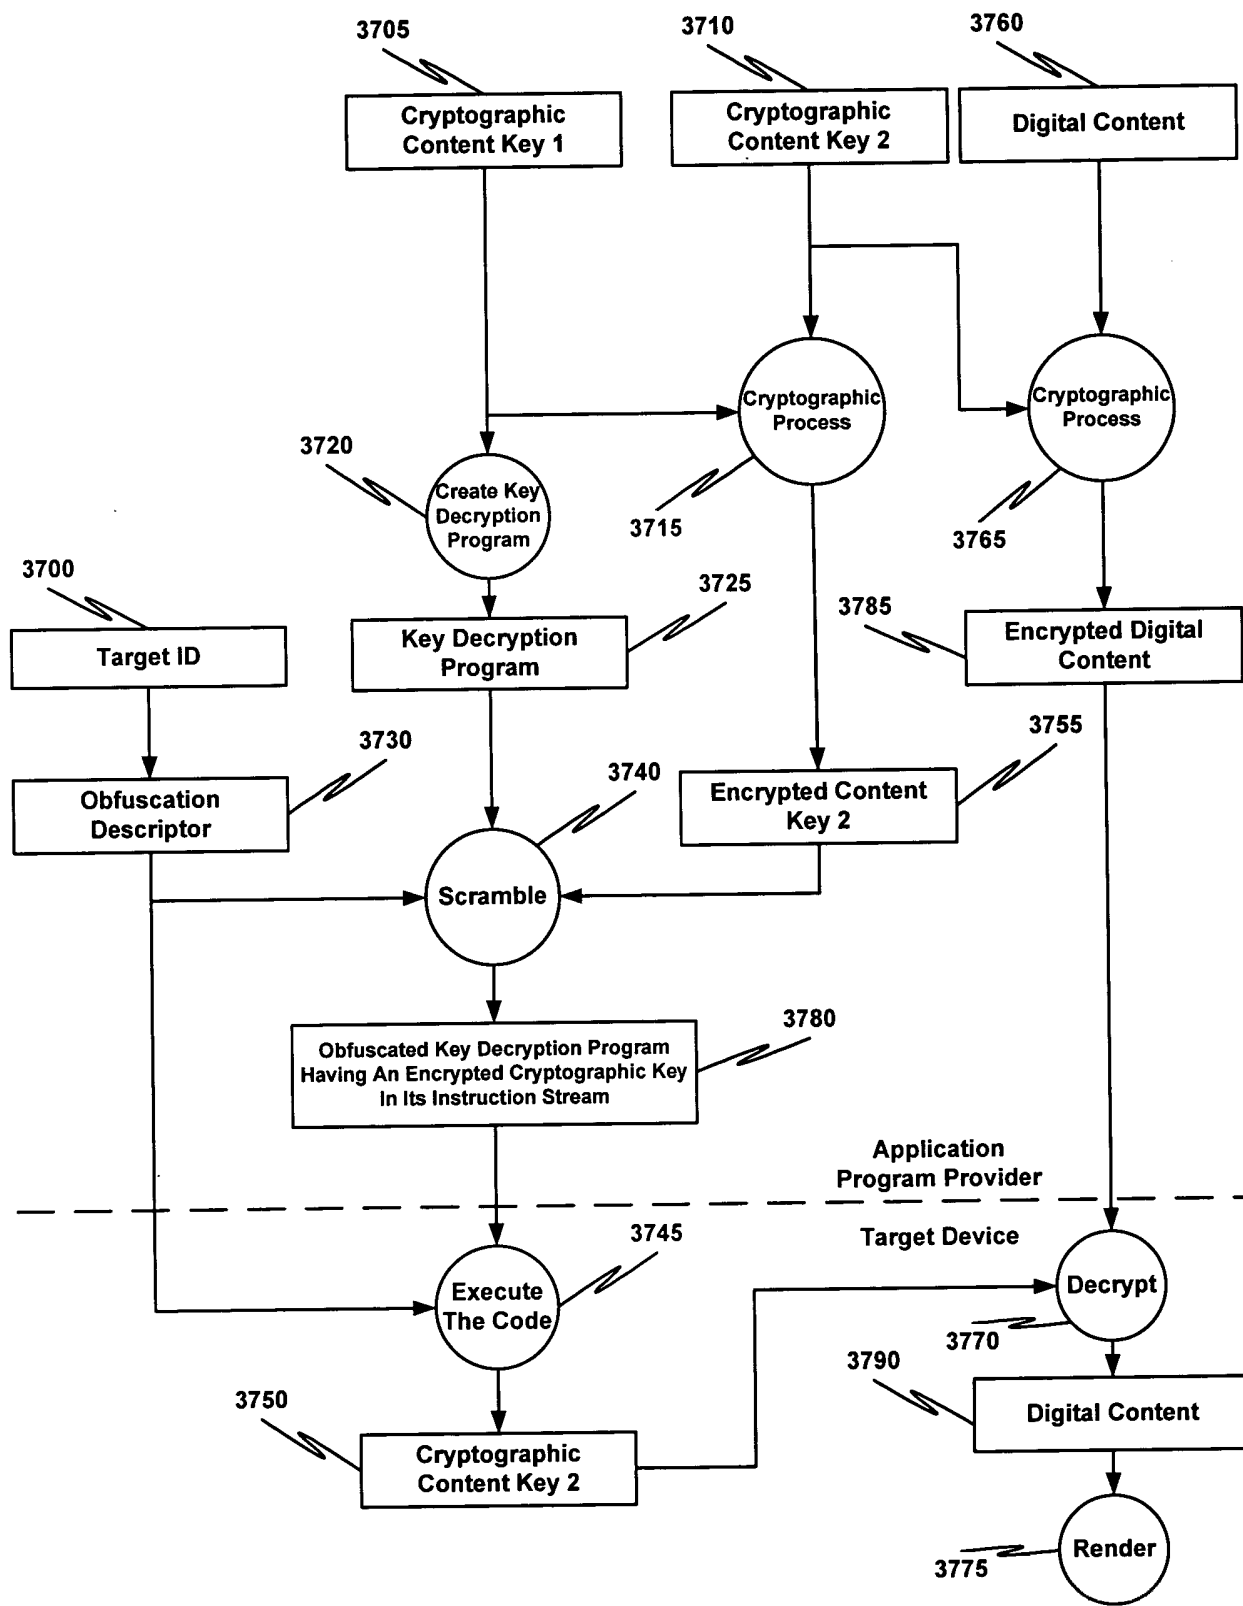 3705
3710
3760
Cryptographic
Content Key 1
Cryptographic
Content Key 2
Digital Content
Cryptographic
Process
Cryptographic
Process
3720
Create Key
Decryption
Program
3715
3765
3700
3725
3785
Target ID
Key Decryption
Program
Encrypted Digital
Content
3730
3740
3755
Obfuscation
Descriptor
Encrypted Content
Key 2
Scramble
3780
Obfuscated Key Decryption Program
Having An Encrypted Cryptographic Key
In Its Instruction Stream
Application
Program Provider
Target Device
3745
Execute
The Code
Decrypt
3770
3790
3750
Digital Content
Cryptographic
Content Key 2
Render
3775